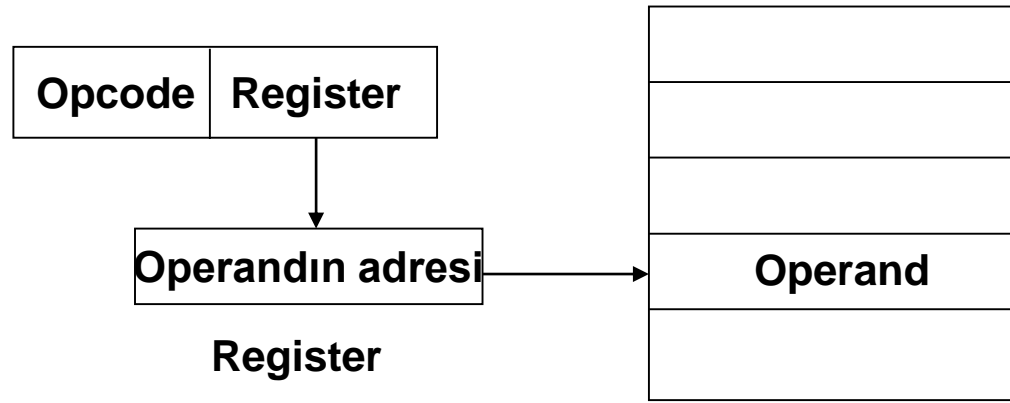 Opcode Register
Operandın adresi
Operand
Register